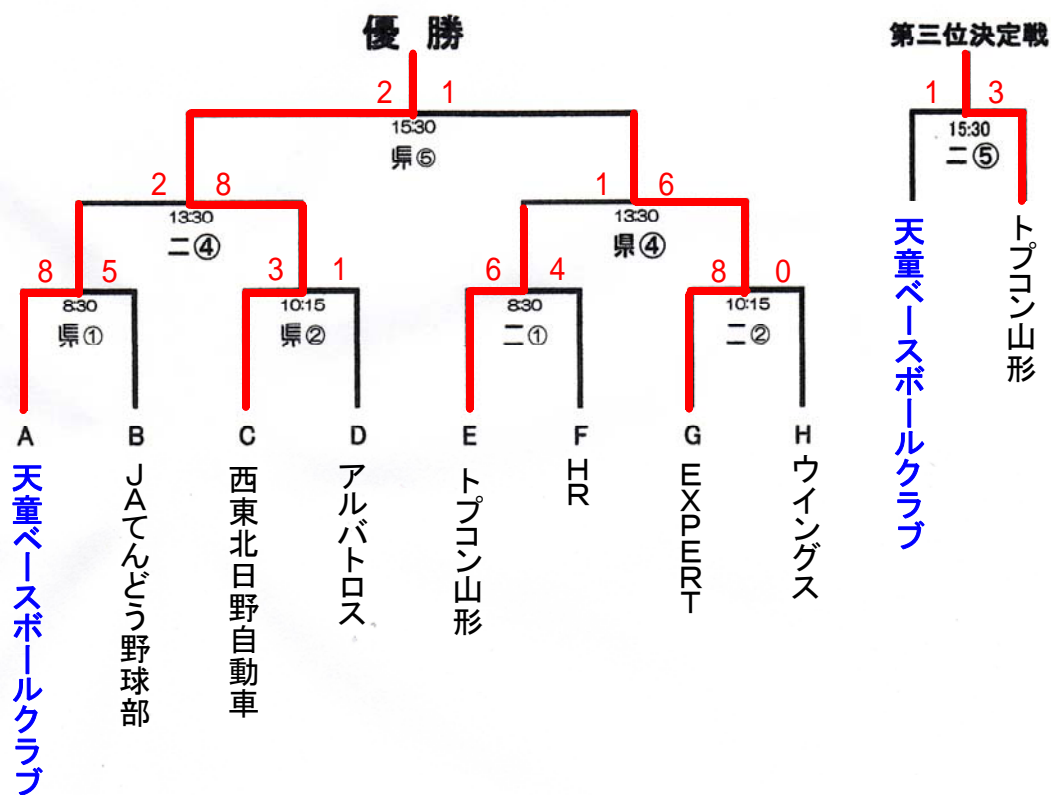 優 勝
第三位決定戦
2 1
1 3
15:30
県⑤
15:30
二⑤
2 8
1 6
13:30
二④
13:30
県④
8 5
3 1
6 4
8 0
8:30
県①
10:15
県②
8:30
二①
10:15
二②
A
B
C
D
E
F
G
H
天童ベースボールクラブ
JAてんどう野球部
西東北日野自動車
アルバトロス
トプコン山形
HR
EXPERT
ウイングス
天童ベースボールクラブ
トプコン山形